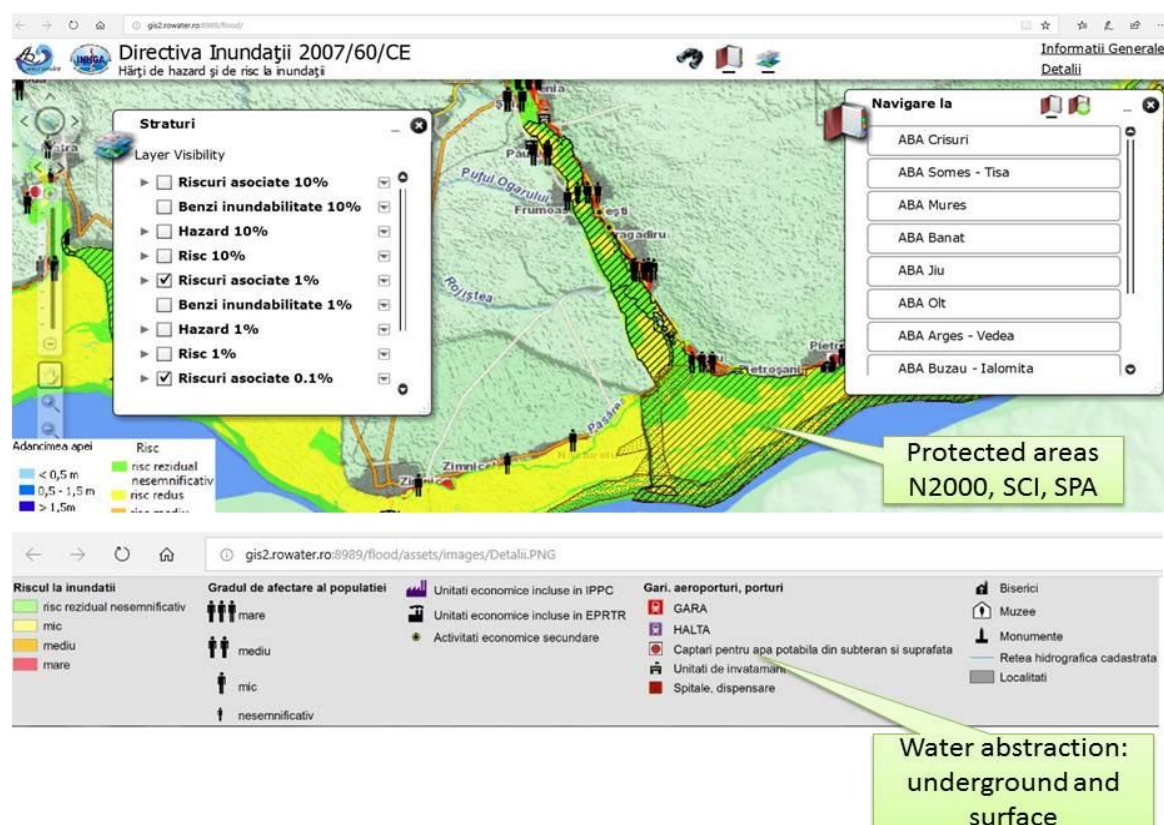 gis2.rowater.ro:8989/flood/
INHGA
Directiva Inundaţii 2007/60/CE
Hărţi de hazard şi de risc la inundaţii
Informatii Generale
Detalii
Straturi
Layer Visibility
Riscuri asociate 10%
Benzi inundabilitate 10%
Hazard 10%
Risc 10%
Riscuri asociate 1%
Benzi inundabilitate 1%
Hazard 1%
Risc 1%
Riscuri asociate 0.1%
Navigare la
ABA Crisuri
ABA Somes - Tisa
ABA Mures
ABA Banat
ABA Jiu
ABA Olt
ABA Arges - Vedea
ABA Buzau - Ialomita
Puţul Ogarului
Rojiştea
Pasărea
Adancimea apei
< 0,5 m
0,5 - 1,5 m
> 1,5m
Risc
risc rezidual
nesemnificativ
risc redus
risc mediu
Protected areas
N2000, SCI, SPA
gis2.rowater.ro:8989/flood/assets/images/Detalii.PNG
Riscul la inundatii
risc rezidual nesemnificativ
mic
mediu
mare
Gradul de afectare al populatiei
mare
mediu
mic
nesemnificativ
Unitati economice incluse in IPPC
Unitati economice incluse in EPRTR
Activitati economice secundare
Gari. aeroporturi, porturi
GARA
HALTA
Captari pentru apa potabila din subteran si suprafata
Unitati de invatamant
Spitale, dispensare
Biserici
Muzee
Monumente
Retea hidrografica cadastrata
Localitati
Water abstraction:
underground and
surface